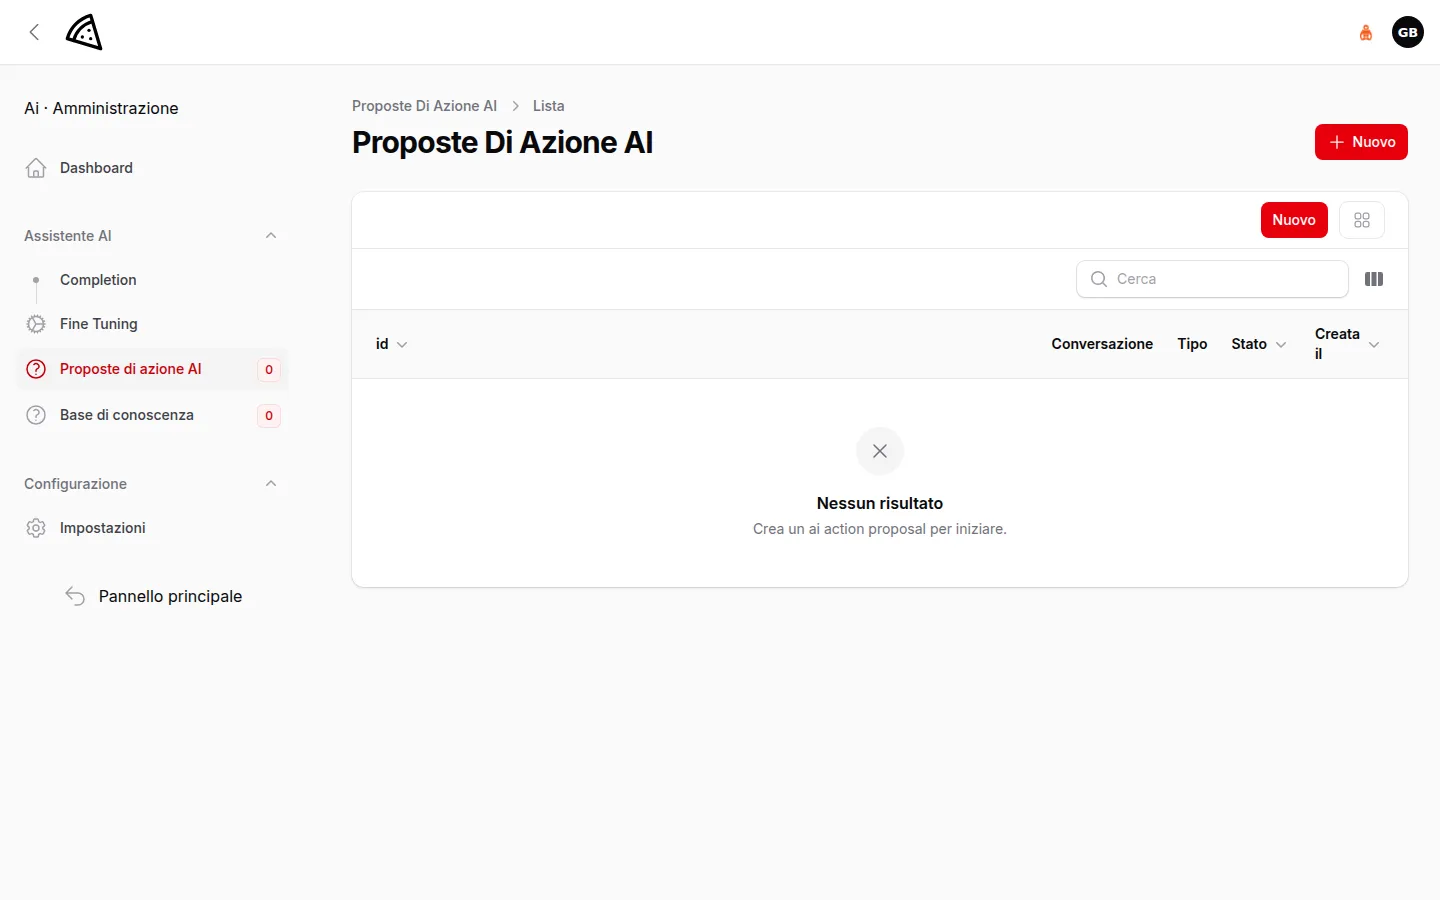 GB
Ai · Amministrazione
Dashboard
Assistente AI
Completion
Fine Tuning
Proposte di azione AI 0
Base di conoscenza 0
Configurazione
Impostazioni
Pannello principale
Proposte Di Azione AI Lista
Proposte Di Azione AI
Nuovo
Nuovo
Cerca
id Conversazione Tipo Stato Creata
il
Nessun risultato
Crea un ai action proposal per iniziare.